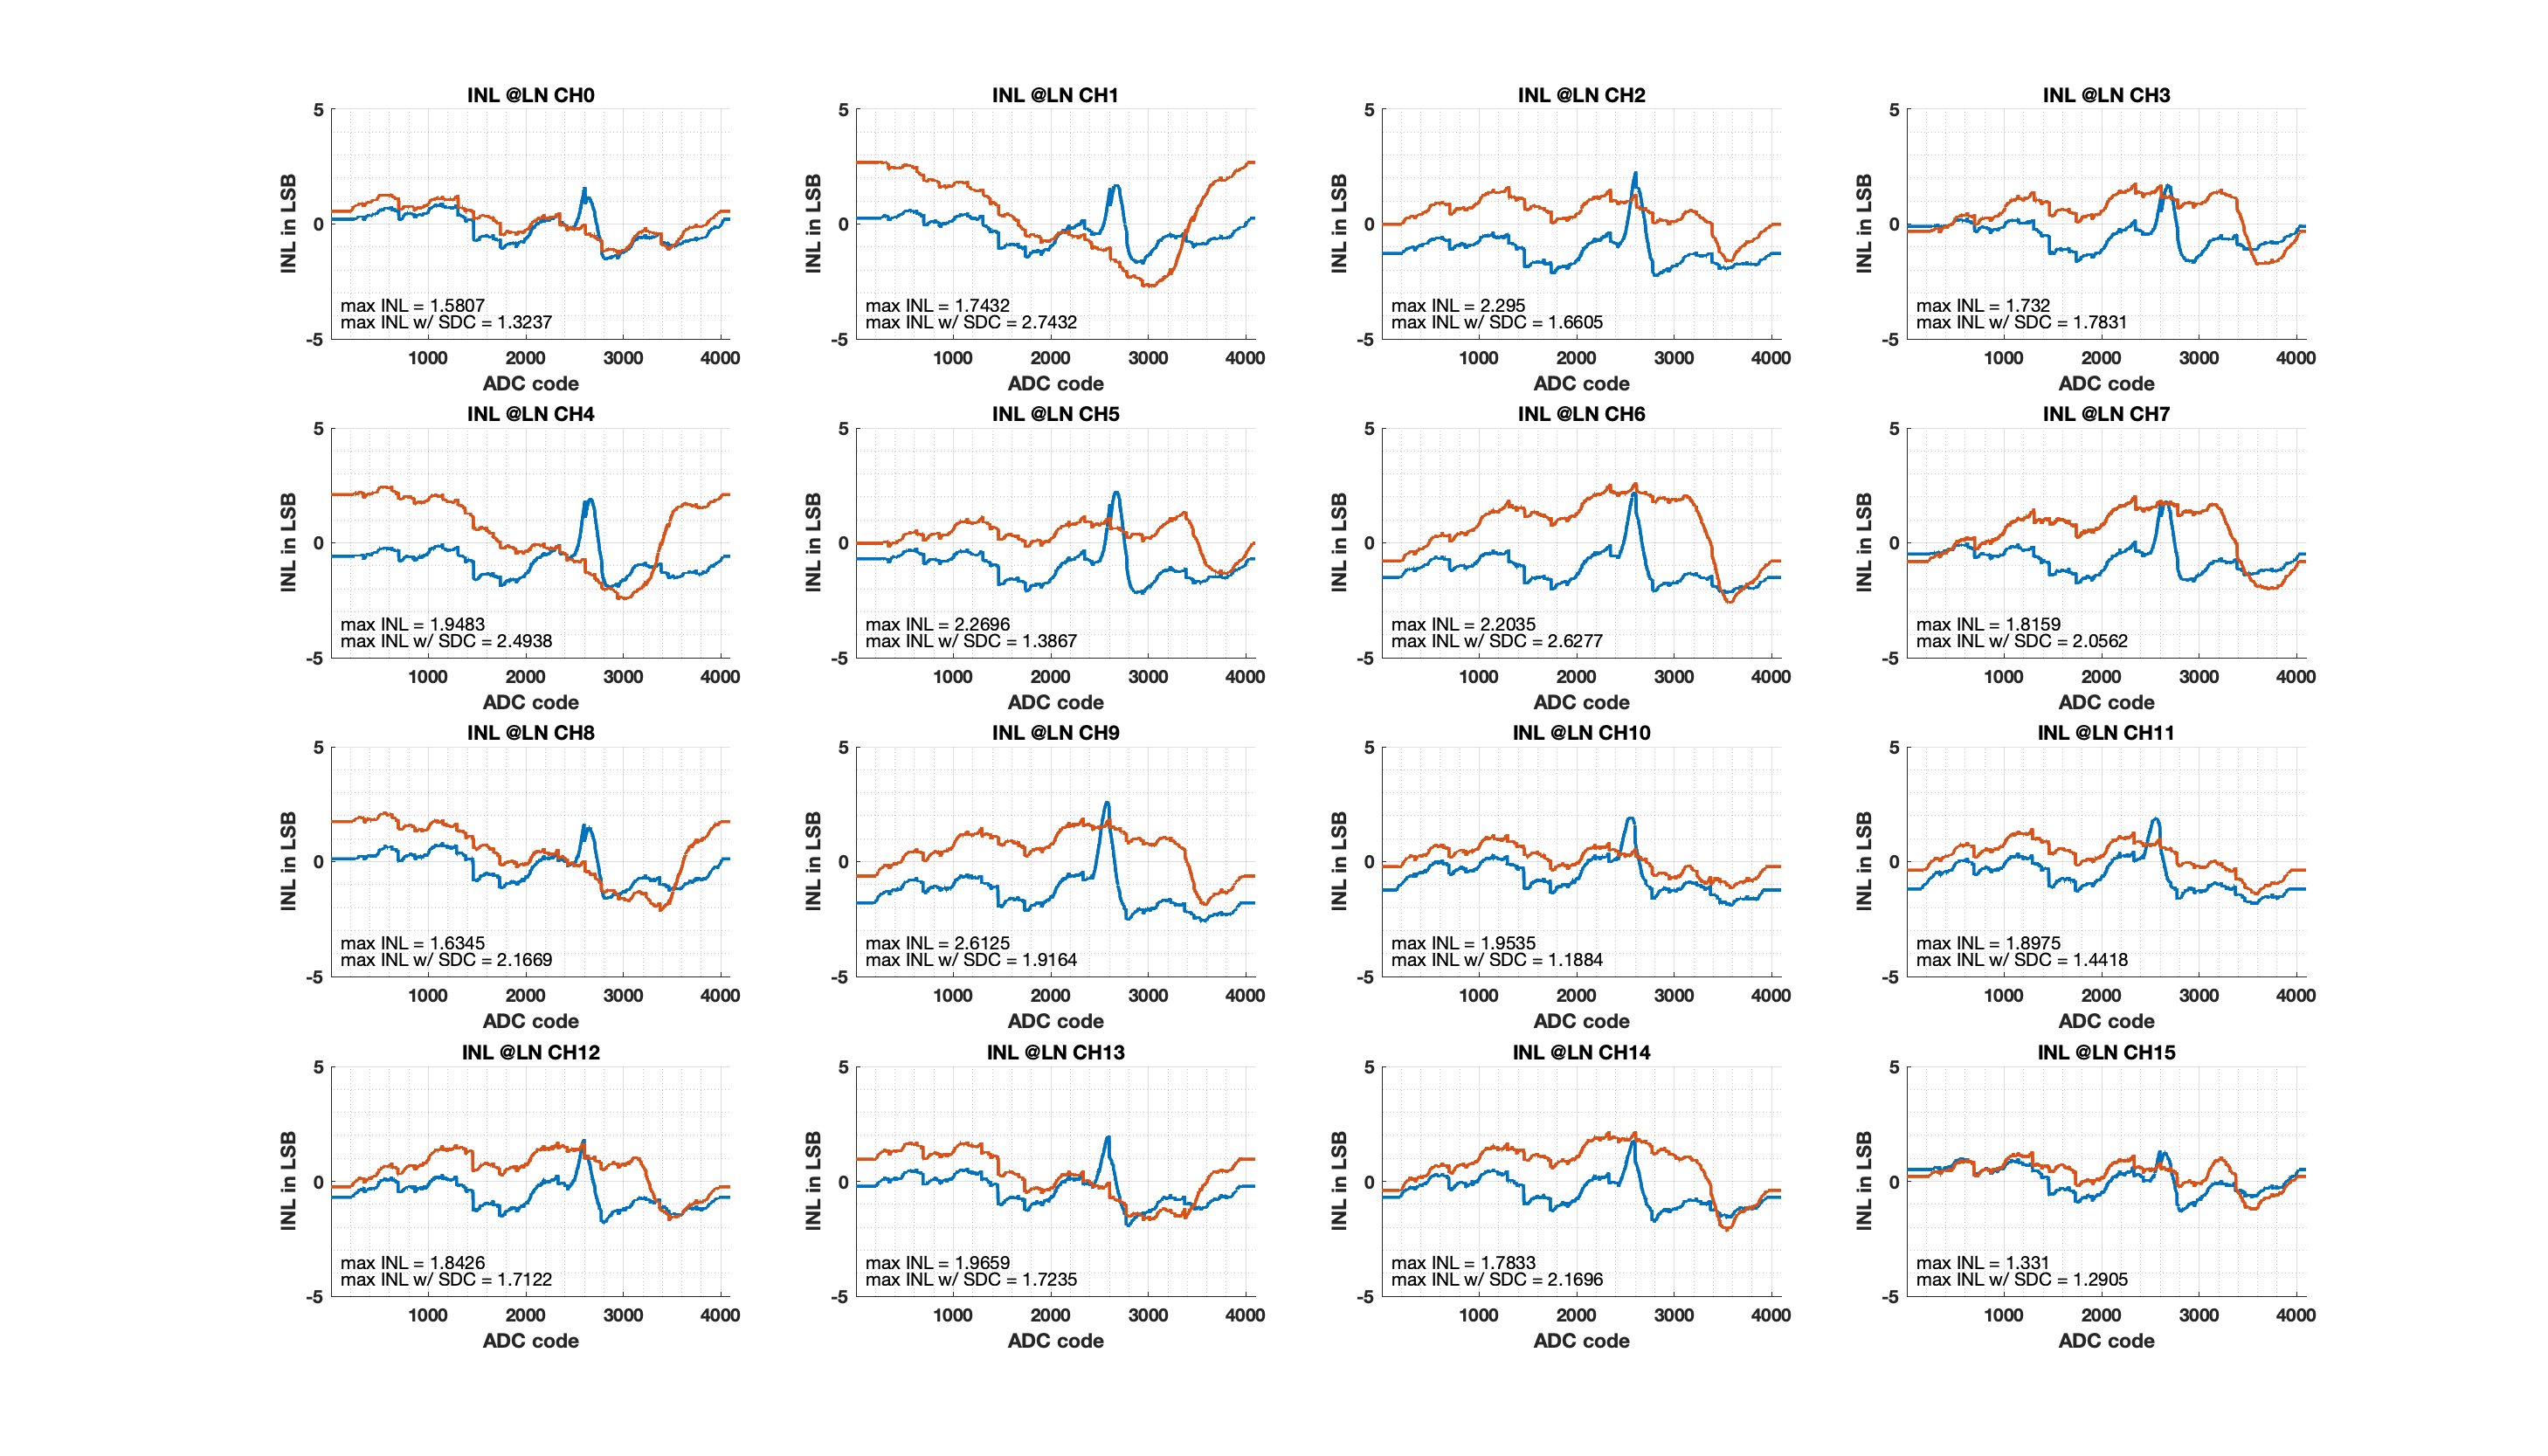 INL @LN CH0
5
0
-5
INL in LSB
max INL = 1.5807
max INL w/ SDC = 1.3237
1000 2000 3000 4000
ADC code
INL @LN CH1
5
0
-5
INL in LSB
max INL = 1.7432
max INL w/ SDC = 2.7432
1000 2000 3000 4000
ADC code
INL @LN CH2
5
0
-5
INL in LSB
max INL = 2.295
max INL w/ SDC = 1.6605
1000 2000 3000 4000
ADC code
INL @LN CH3
5
0
-5
INL in LSB
max INL = 1.732
max INL w/ SDC = 1.7831
1000 2000 3000 4000
ADC code
INL @LN CH4
5
0
-5
INL in LSB
max INL = 1.9483
max INL w/ SDC = 2.4938
1000 2000 3000 4000
ADC code
INL @LN CH5
5
0
-5
INL in LSB
max INL = 2.2696
max INL w/ SDC = 1.3867
1000 2000 3000 4000
ADC code
INL @LN CH6
5
0
-5
INL in LSB
max INL = 2.2035
max INL w/ SDC = 2.6277
1000 2000 3000 4000
ADC code
INL @LN CH7
5
0
-5
INL in LSB
max INL = 1.8159
max INL w/ SDC = 2.0562
1000 2000 3000 4000
ADC code
INL @LN CH8
5
0
-5
INL in LSB
max INL = 1.6345
max INL w/ SDC = 2.1669
1000 2000 3000 4000
ADC code
INL @LN CH9
5
0
-5
INL in LSB
max INL = 2.6125
max INL w/ SDC = 1.9164
1000 2000 3000 4000
ADC code
INL @LN CH10
5
0
-5
INL in LSB
max INL = 1.9535
max INL w/ SDC = 1.1884
1000 2000 3000 4000
ADC code
INL @LN CH11
5
0
-5
INL in LSB
max INL = 1.8975
max INL w/ SDC = 1.4418
1000 2000 3000 4000
ADC code
INL @LN CH12
5
0
-5
INL in LSB
max INL = 1.8426
max INL w/ SDC = 1.7122
1000 2000 3000 4000
ADC code
INL @LN CH13
5
0
-5
INL in LSB
max INL = 1.9659
max INL w/ SDC = 1.7235
1000 2000 3000 4000
ADC code
INL @LN CH14
5
0
-5
INL in LSB
max INL = 1.7833
max INL w/ SDC = 2.1696
1000 2000 3000 4000
ADC code
INL @LN CH15
5
0
-5
INL in LSB
max INL = 1.331
max INL w/ SDC = 1.2905
1000 2000 3000 4000
ADC code